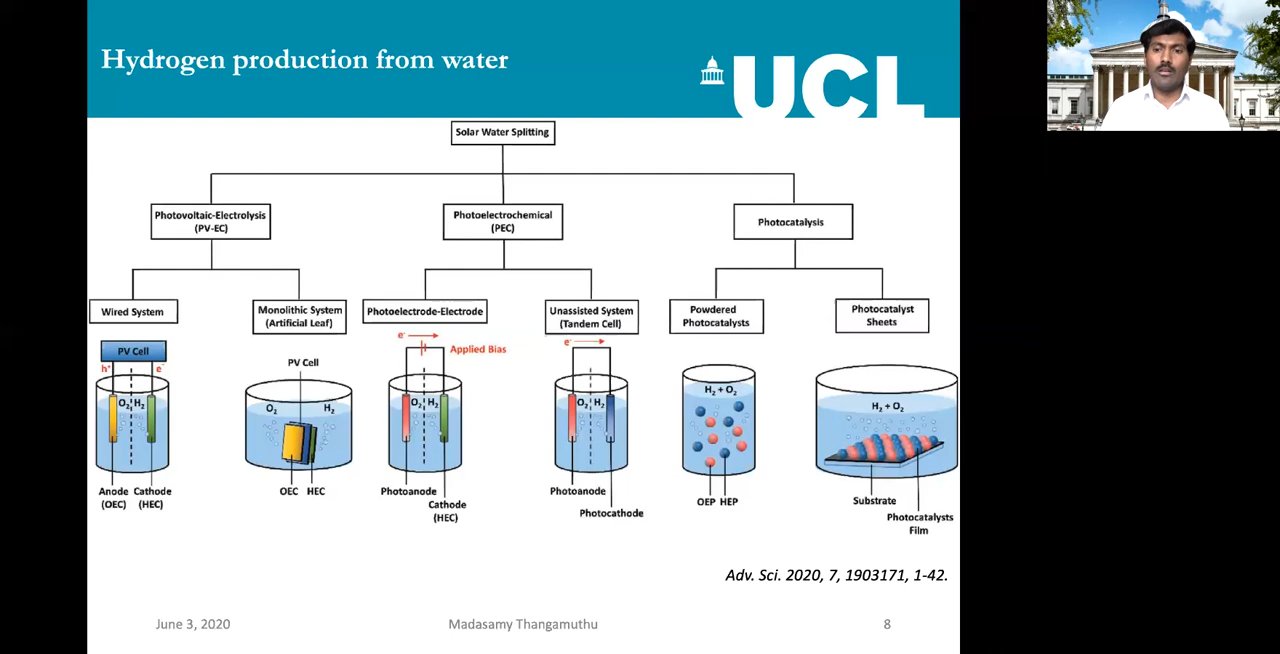 Hydrogen production from water
UCL
Solar Water Splitting
Photovoltaic-Electrolysis
(PV-EC)
Photoelectrochemical
(PEC)
Photocatalysis
Wired System
Monolithic System
(Artificial Leaf)
Photoelectrode-Electrode
Unassisted System
(Tandem Cell)
Powdered
Photocatalysts
Photocatalyst
Sheets
PV Cell
h⁺ e⁻
O₂ H₂
Anode
(OEC)
Cathode
(HEC)
PV Cell
O₂ H₂
OEC HEC
e⁻
Applied Bias
O₂ H₂
Photoanode
Cathode
(HEC)
e⁻
O₂ H₂
Photoanode
Photocathode
H₂ + O₂
OEP HEP
H₂ + O₂
Substrate
Photocatalysts
Film
Adv. Sci. 2020, 7, 1903171, 1-42.
June 3, 2020
Madasamy Thangamuthu
8